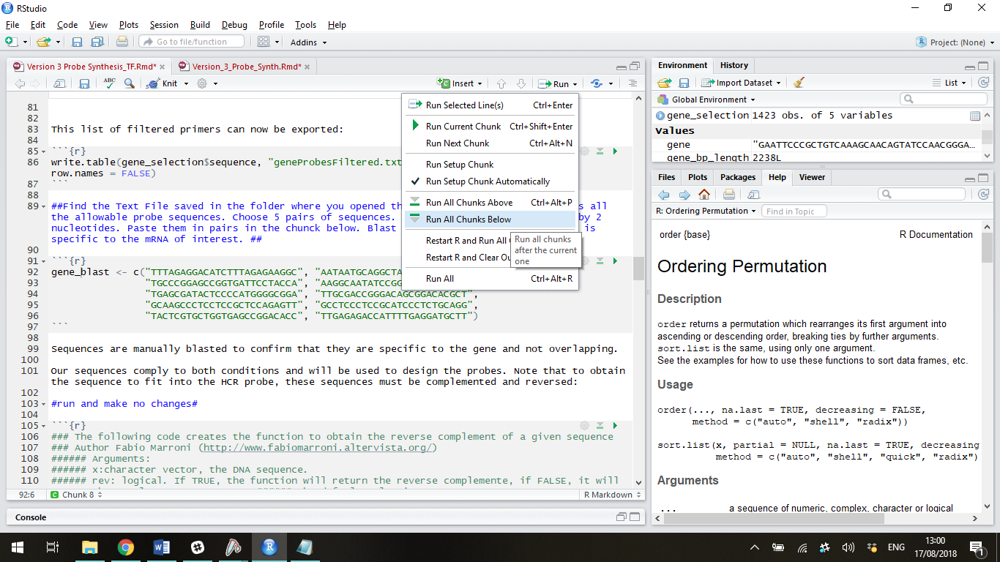 RStudio
File Edit Code View Plots Session Build Debug Profile Tools Help
Go to file/function Addins Project: (None)
Version 3 Probe Synthesis_TF.Rmd* Version_3_Probe_Synth.Rmd*
ABC Knit Insert Run
81
82
83 This list of filtered primers can now be exported:
84
85 ```{r}
86 write.table(gene_selection$sequence, "geneProbesFiltered.txt
row.names = FALSE)
87 ```
88
89 ##Find the Text File saved in the folder where you opened th s all
the allowable probe sequences. Choose 5 pairs of sequences. by 2
nucleotides. Paste them in pairs in the chunck below. Blast is
specific to the mRNA of interest. ##
90
91 ```{r}
92 gene_blast <- c("TTTAGAGGACATCTTTAGAGAAGGC", "AATAATGCAGGCTA
93 "TGCCCGGAGCCGGTGATTCCTACCA", "AAGGCAATATCCGG
94 "TGAGCGATACTCCCCATGGGGCGGA", "TTGCGACCGGGACAGCGGACACGCT",
95 "GCAAGCCCTCCTCCGCTCCAGAGTT", "GCCTCCCTCCGCATCCCTCTGCAGG",
96 "TACTCGTGCTGGTGAGCCGGACACC", "TTGAGAGACCATTTTGAGGATGCTT")
97 ```
98
99 Sequences are manually blasted to confirm that they are specific to the gene and not overlapping.
100
101 Our sequences comply to both conditions and will be used to design the probes. Note that to obtain
the sequence to fit into the HCR probe, these sequences must be complemented and reversed:
102
103 #run and make no changes#
104
105 ```{r}
106 ### The following code creates the function to obtain the reverse complement of a given sequence
107 ### Author Fabio Marroni (http://www.fabiomarroni.altervista.org/)
108 ###### Arguments:
109 ###### x:character vector, the DNA sequence.
110 ###### rev: logical. If TRUE, the function will return the reverse complemente, if FALSE, it will
92:6 Chunk 8 R Markdown
Console
Run Selected Line(s) Ctrl+Enter
Run Current Chunk Ctrl+Shift+Enter
Run Next Chunk Ctrl+Alt+N
Run Setup Chunk
Run Setup Chunk Automatically
Run All Chunks Above Ctrl+Alt+P
Run All Chunks Below
Restart R and Run All C
Restart R and Clear Ou
Run All Ctrl+Alt+R
Run all chunks
after the current
one
Environment History
Import Dataset List
Global Environment
gene_selection 1423 obs. of 5 variables
Values
gene "GAATTCCCGCTGTCAAAGCAACAGTATCCAACGGGA...
gene_bp_length 2238L
Files Plots Packages Help Viewer
R: Ordering Permutation Find in Topic
order {base} R Documentation
Ordering Permutation
Description
order returns a permutation which rearranges its first argument into
ascending or descending order, breaking ties by further arguments.
sort.list is the same, using only one argument.
See the examples for how to use these functions to sort data frames, etc.
Usage
order(..., na.last = TRUE, decreasing = FALSE,
method = c("auto", "shell", "radix"))
sort.list(x, partial = NULL, na.last = TRUE, decreasing
method = c("auto", "shell", "quick", "radix")
Arguments
... a sequence of numeric, complex, character or logical
ENG 13:00
17/08/2018 1